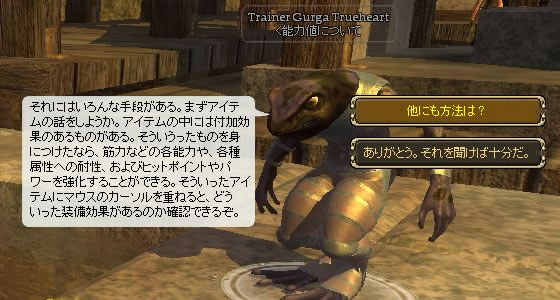 Trainer Gurga Trueheart
<能力値について
それにはいろんな手段がある。まずアイテ
ムの話をしようか。アイテムの中には付加効
果のあるものがある。そういうったものを身
につけたなら、筋力などの各能力や、各種
属性への耐性、およびヒットポイントやパ
ワーを強化することができる。そういったアイ
テムにマウスのカーソルを重ねると、どう
いった装備効果があるのか確認できるぞ。
他にも方法は？
ありがとう。それを聞けば十分だ。